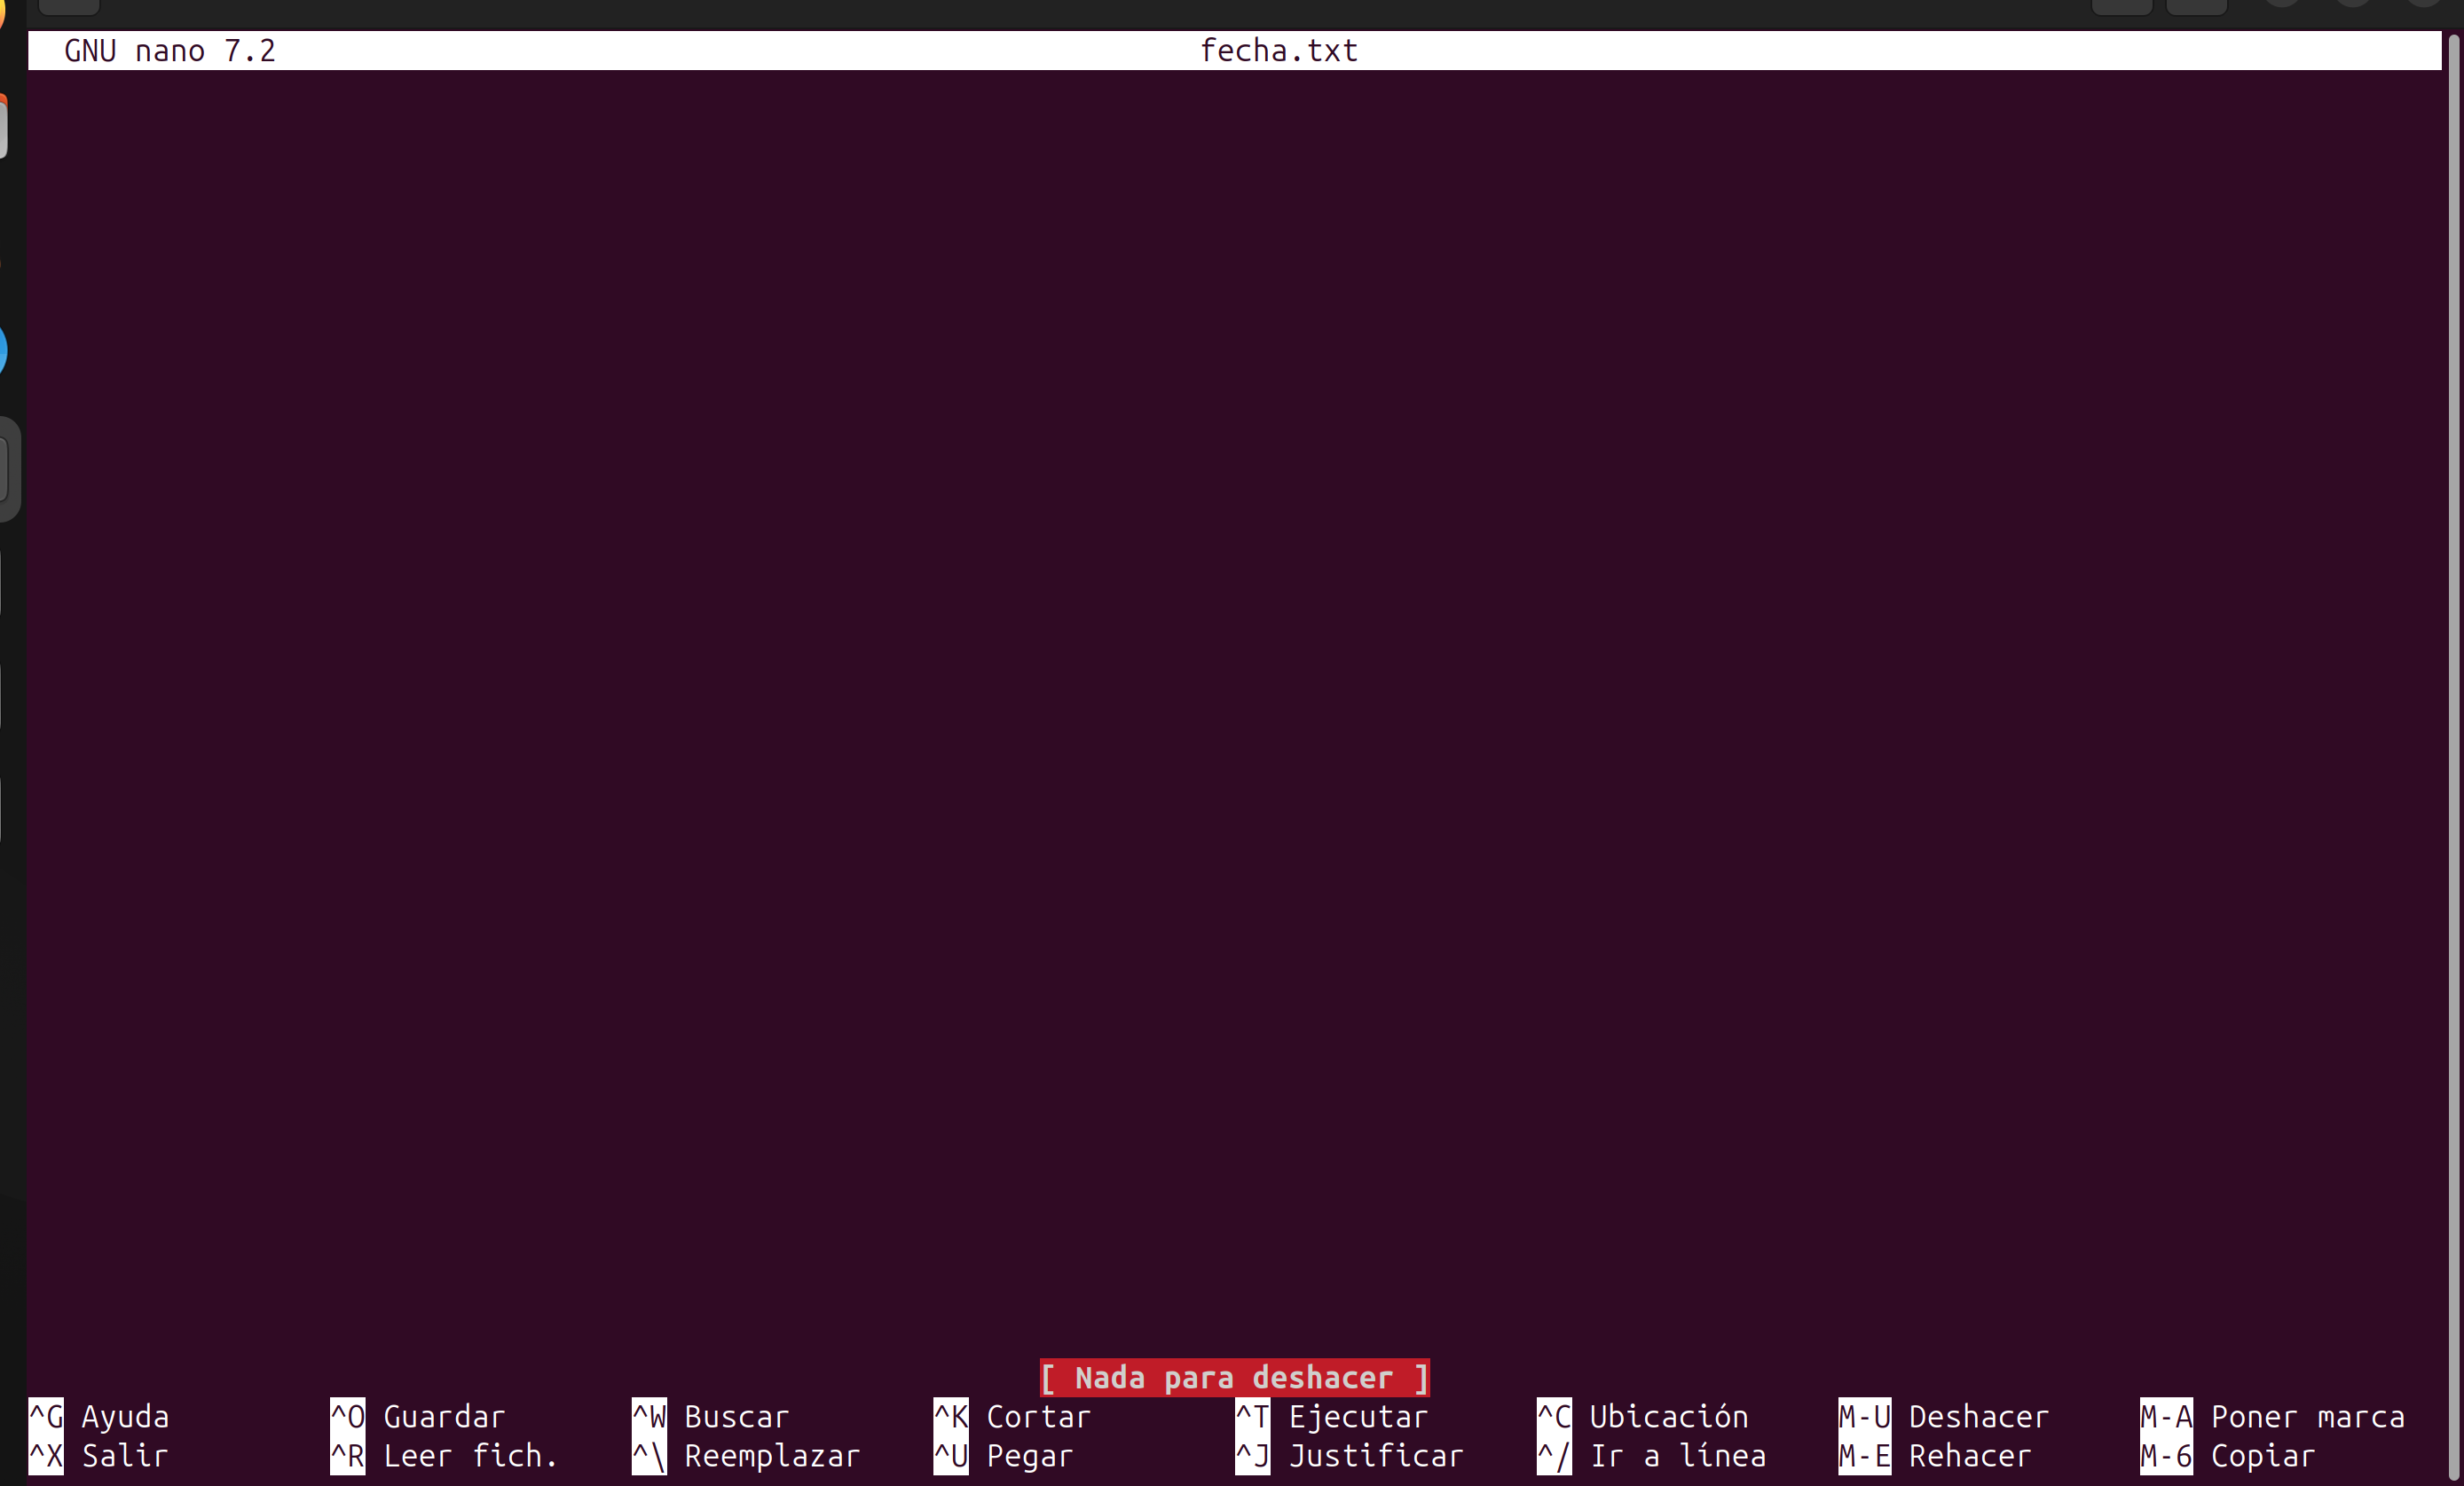 GNU nano 7.2 fecha.txt
[ Nada para deshacer ]
^G Ayuda ^O Guardar ^W Buscar ^K Cortar ^T Ejecutar ^C Ubicación M-U Deshacer M-A Poner marca
^X Salir ^R Leer fich. ^\ Reemplazar ^U Pegar ^J Justificar ^/ Ir a línea M-E Rehacer M-6 Copiar